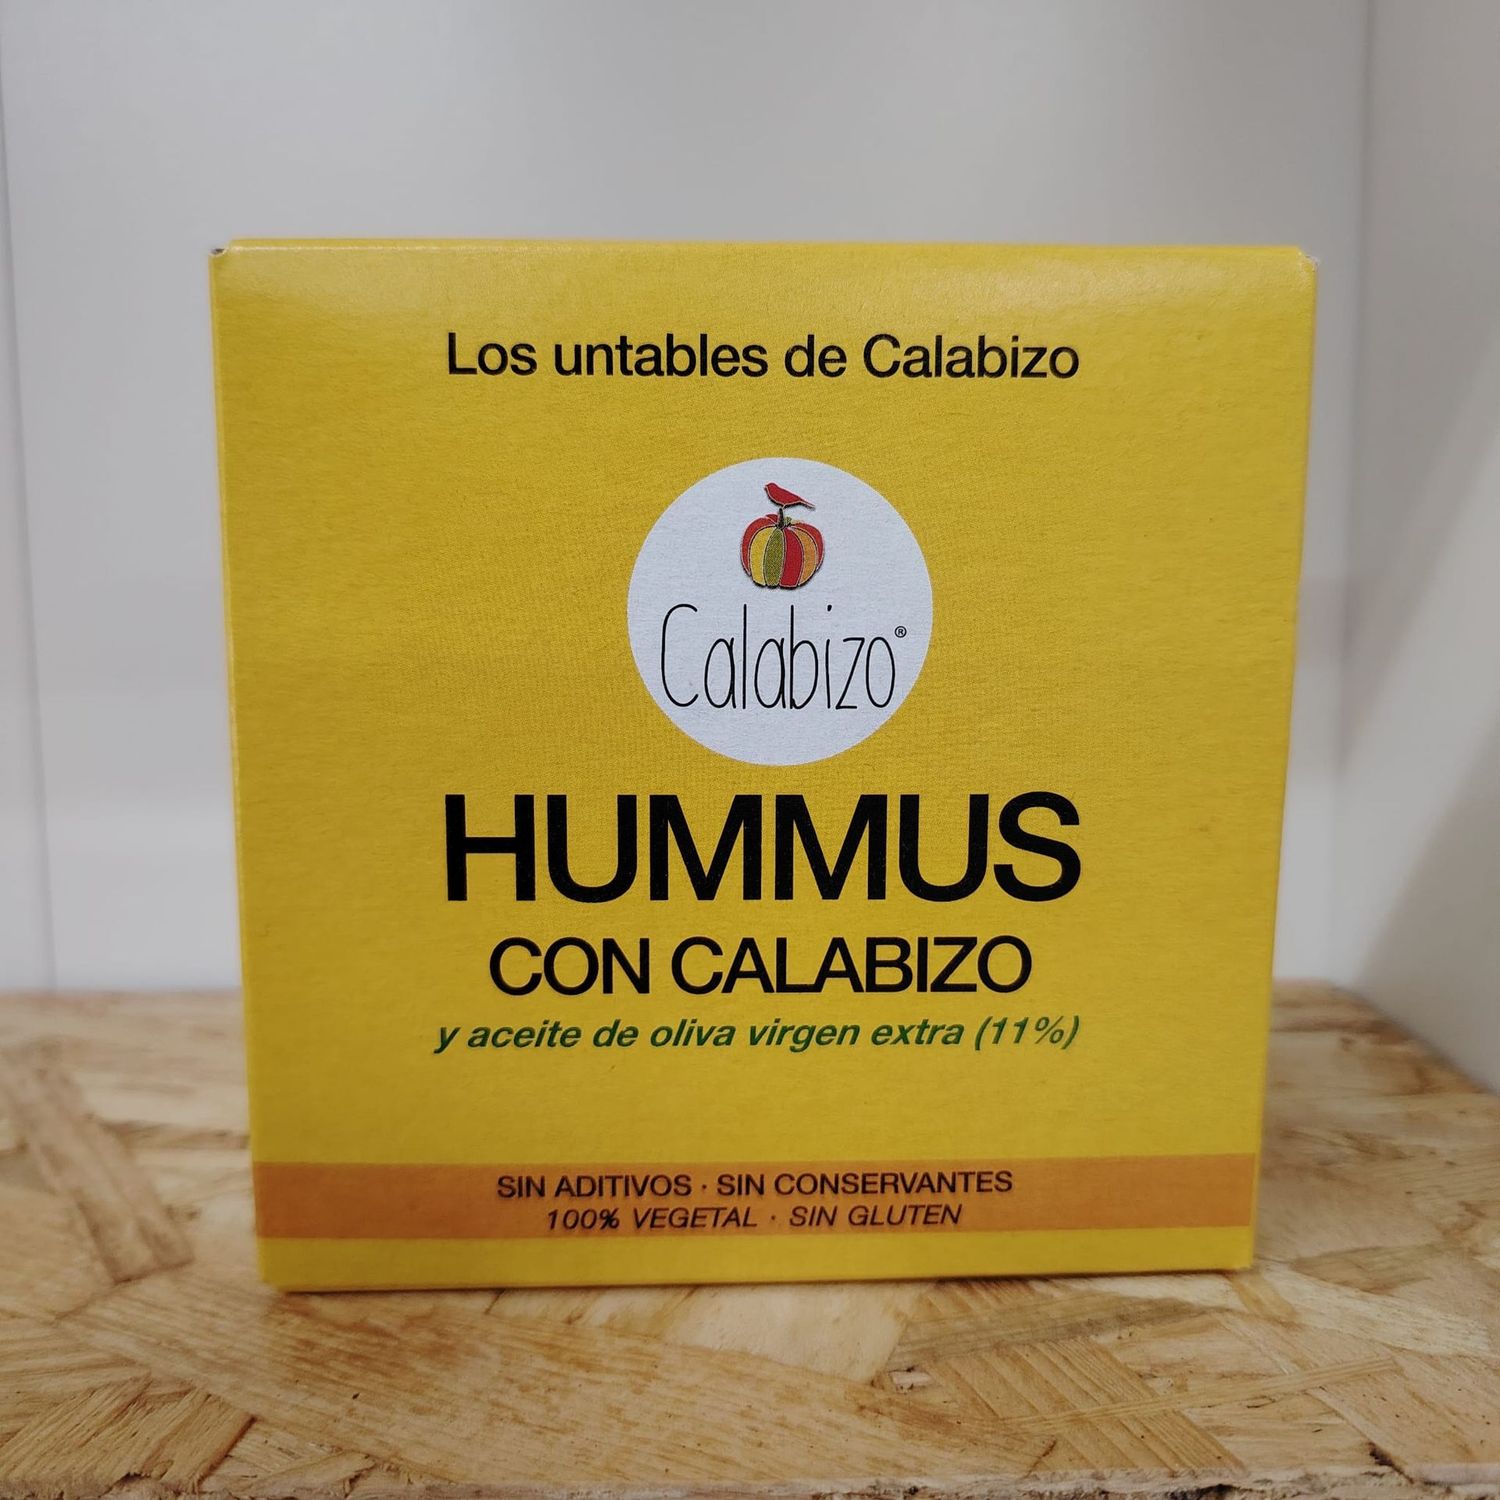 Los untables de Calabizo
Calabizo®
HUMMUS
CON CALABIZO
y aceite de oliva virgen extra (11%)
SIN ADITIVOS · SIN CONSERVANTES
100% VEGETAL · SIN GLUTEN